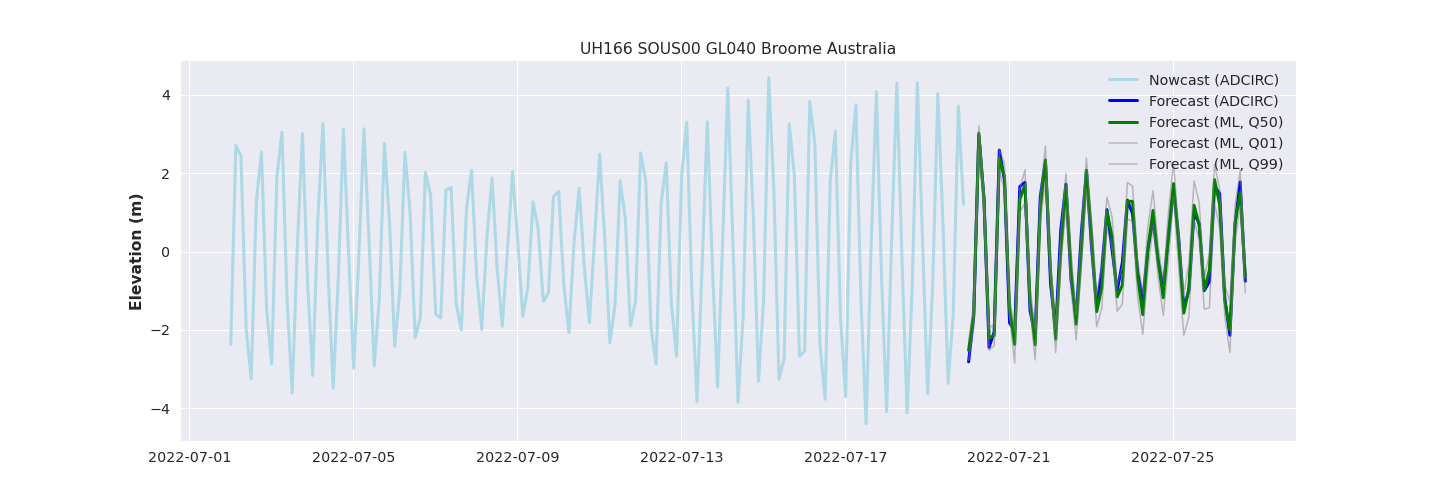 UH166 SOUS00 GL040 Broome Australia
Nowcast (ADCIRC)
Forecast (ADCIRC)
Forecast (ML, Q50)
Forecast (ML, Q01)
Forecast (ML, Q99)
Elevation (m)
4
2
0
−2
−4
2022-07-01
2022-07-05
2022-07-09
2022-07-13
2022-07-17
2022-07-21
2022-07-25